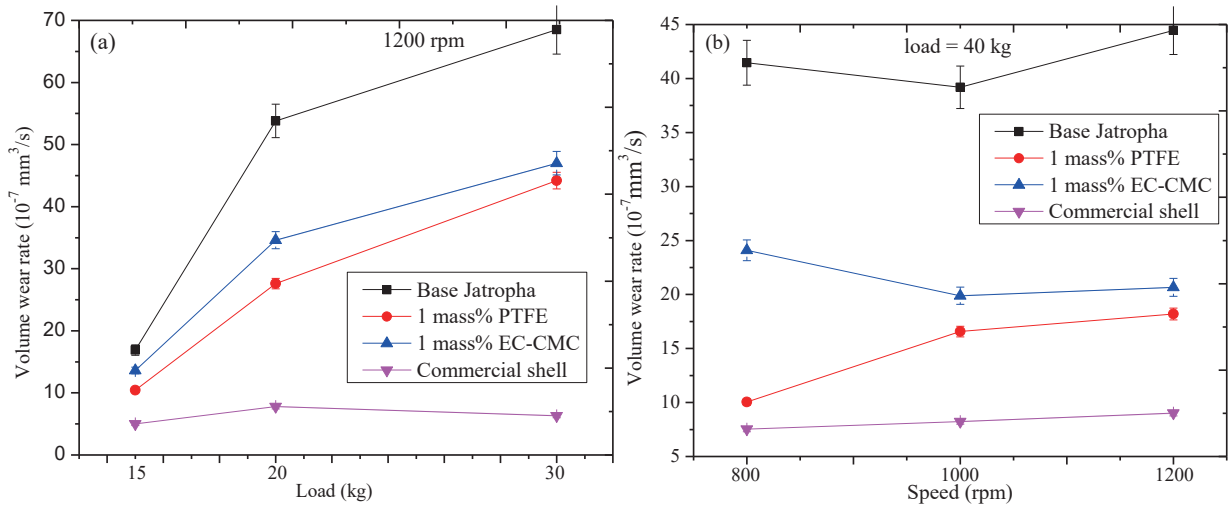 (a)
1200 rpm
70
60
50
40
30
20
10
0
Volume wear rate (10⁻⁷ mm³/s)
Base Jatropha
1 mass% PTFE
1 mass% EC-CMC
Commercial shell
15
20
30
Load (kg)
(b)
load = 40 kg
45
40
35
30
25
20
15
10
5
Volume wear rate (10⁻⁷mm³/s)
Base Jatropha
1 mass% PTFE
1 mass% EC-CMC
Commercial shell
800
1000
1200
Speed (rpm)